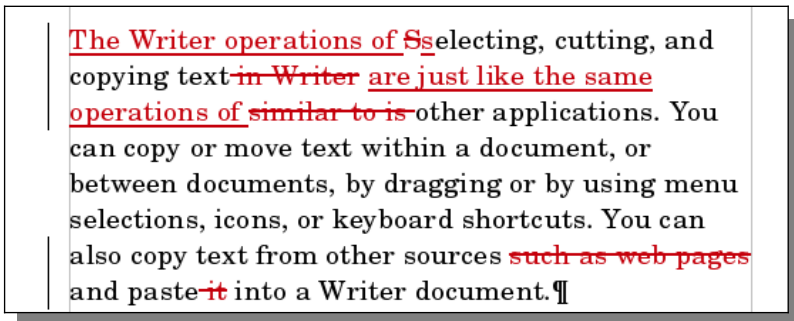 The Writer operations of Sselecting, cutting, and
copying text in Writer are just like the same
operations of similar to is other applications. You
can copy or move text within a document, or
between documents, by dragging or by using menu
selections, icons, or keyboard shortcuts. You can
also copy text from other sources such as web pages
and paste it into a Writer document.¶